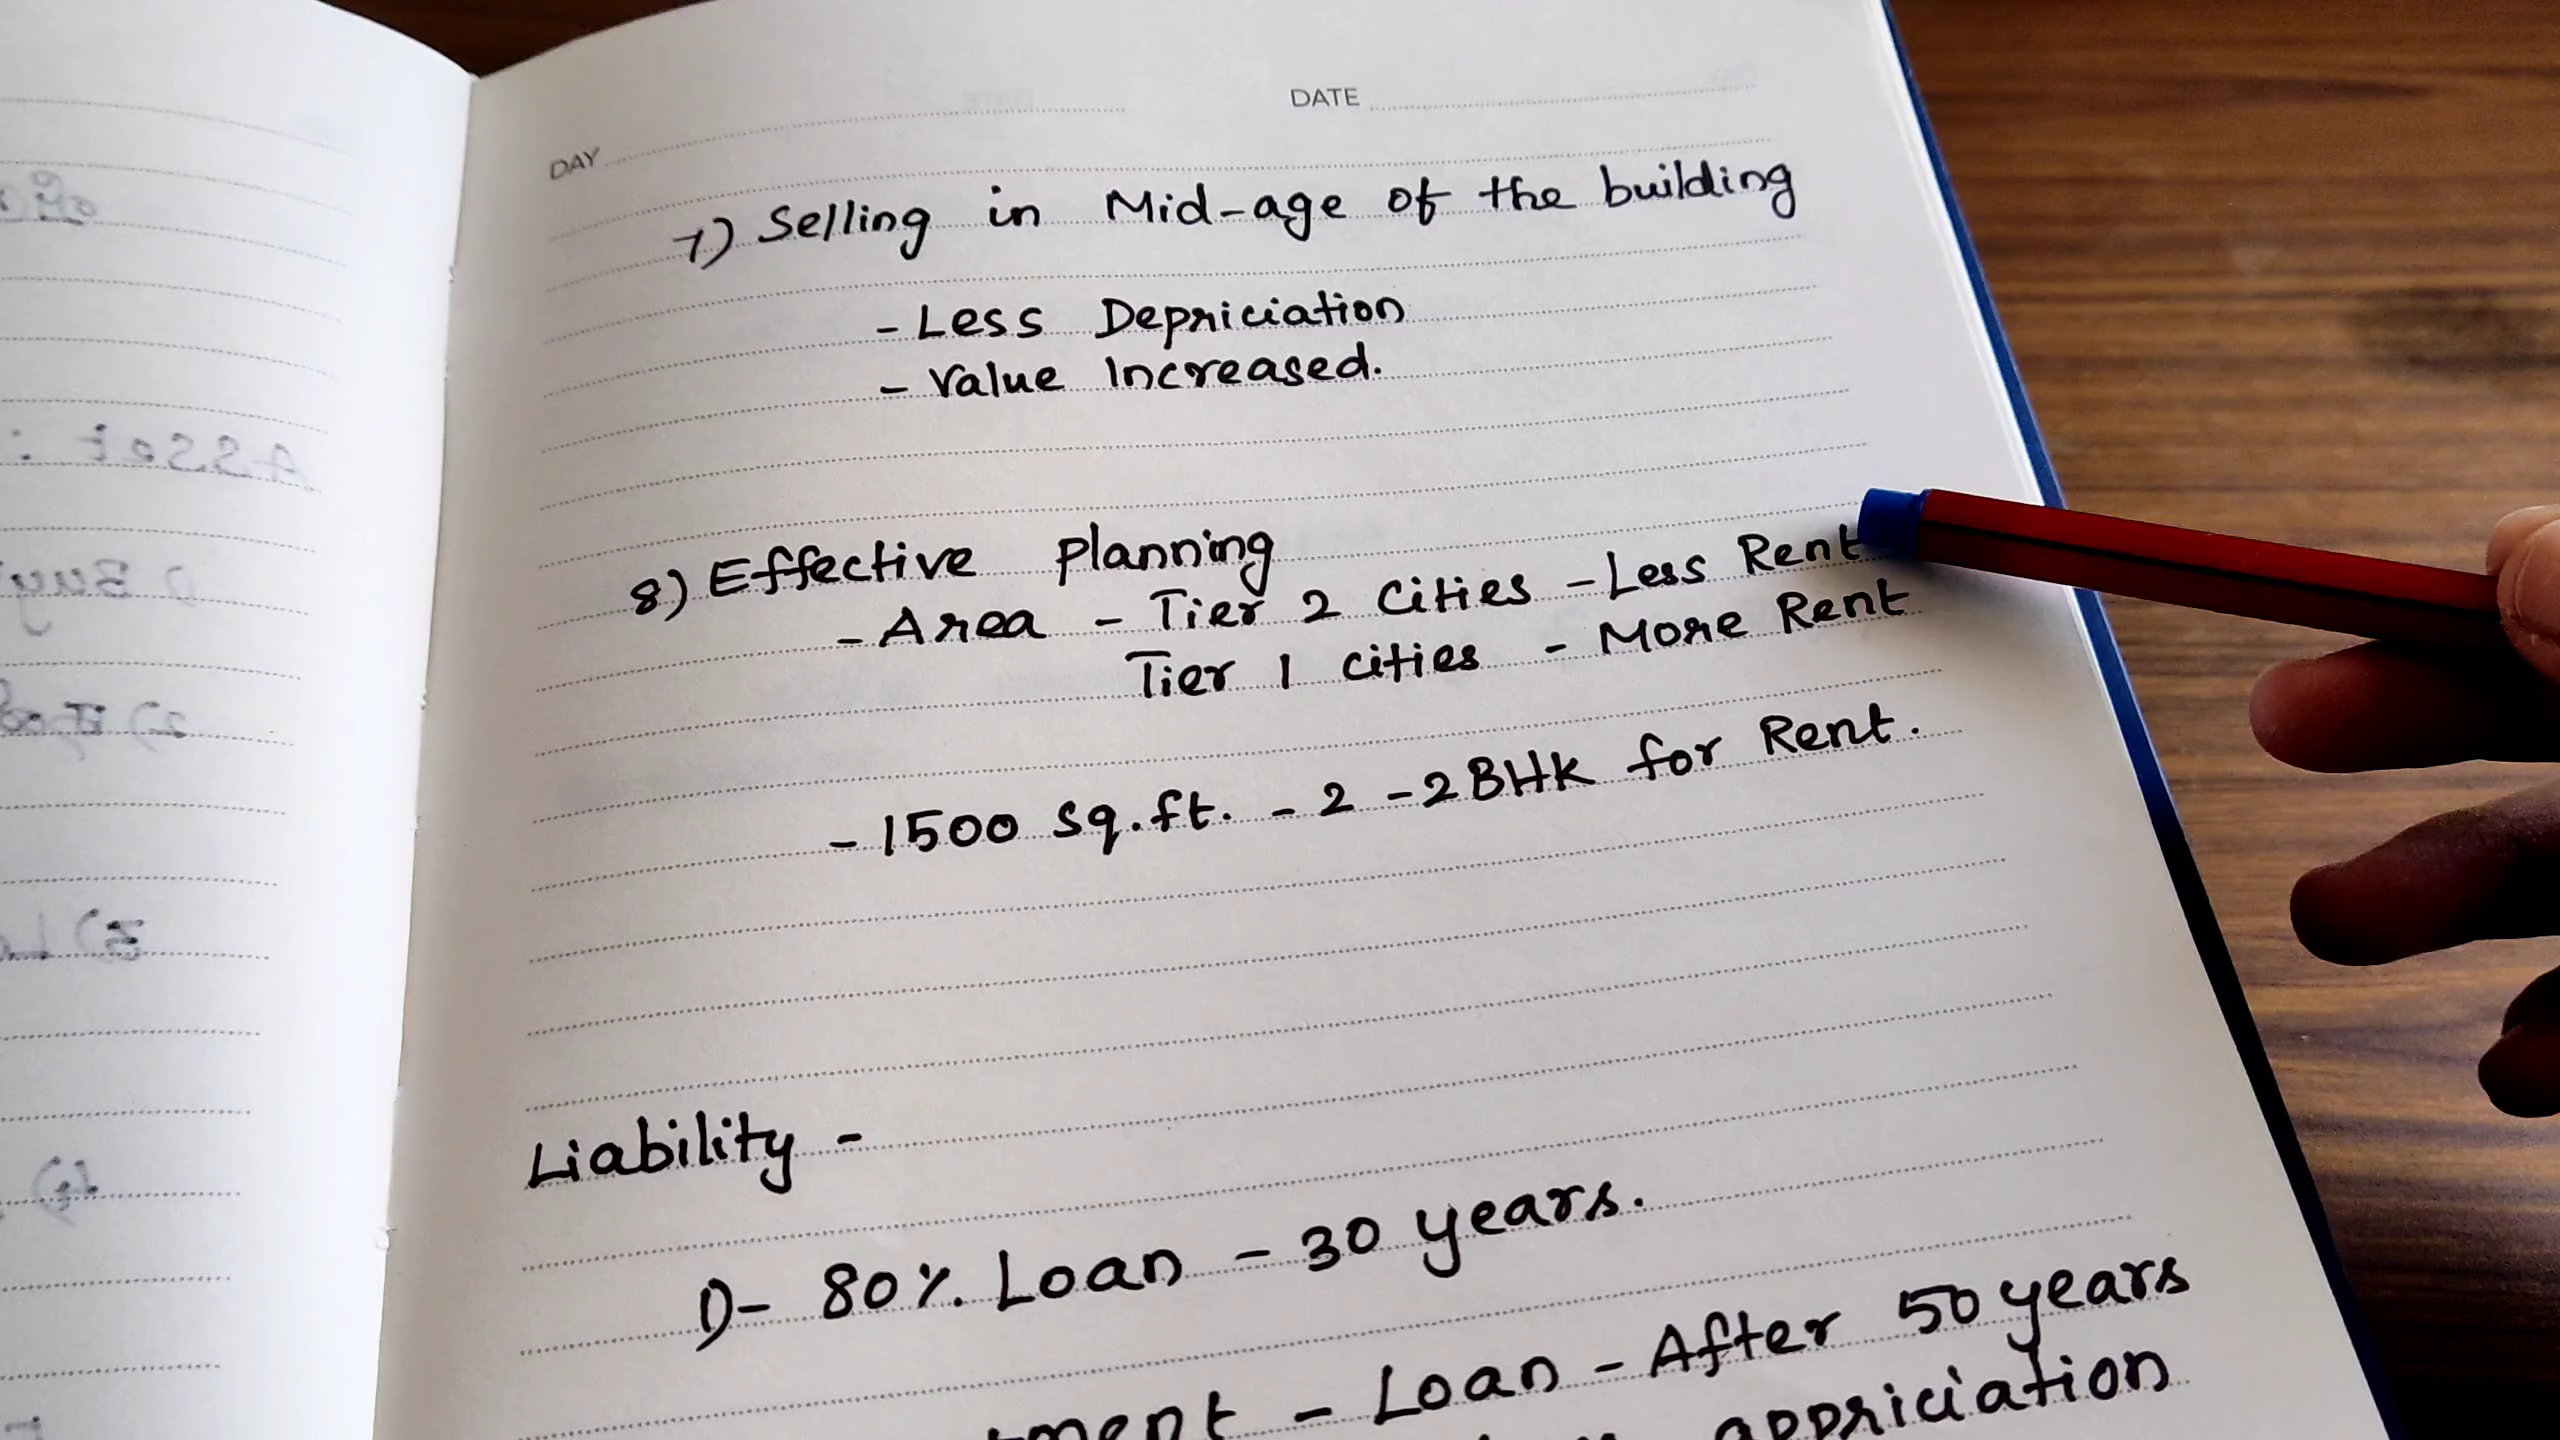 DAY
DATE
7) Selling in Mid-age of the building
- Less Depriciation
- Value Increased.
8) Effective planning
- Area - Tier 2 Cities - Less Rent
Tier 1 cities - More Rent
- 1500 sq.ft. - 2 - 2BHK for Rent.
Liability -
1) - 80% Loan - 30 years.
- Loan - After 50 years
appriciation